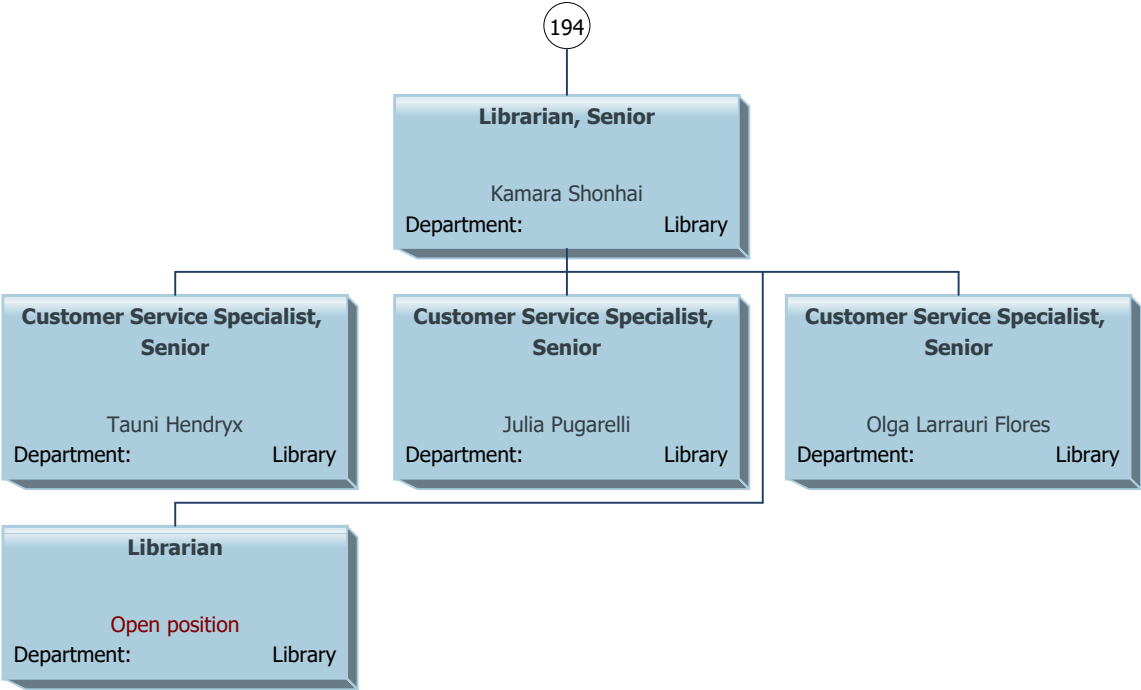 194
Librarian, Senior
Kamara Shonhai
Department: Library
Customer Service Specialist,
Senior
Tauni Hendryx
Department: Library
Customer Service Specialist,
Senior
Julia Pugarelli
Department: Library
Customer Service Specialist,
Senior
Olga Larrauri Flores
Department: Library
Librarian
Open position
Department: Library